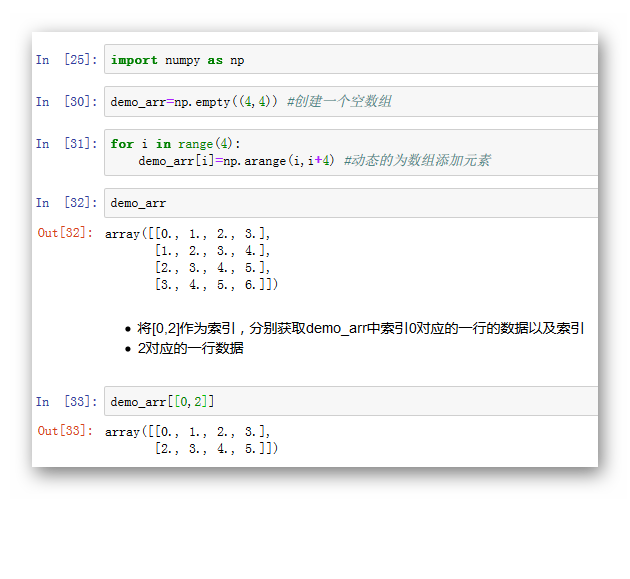 In [25]: import numpy as np
In [30]: demo_arr=np.empty((4,4)) #创建一个空数组
In [31]: for i in range(4):
demo_arr[i]=np.arange(i,i+4) #动态的为数组添加元素
In [32]: demo_arr
Out[32]: array([[0., 1., 2., 3.],
[1., 2., 3., 4.],
[2., 3., 4., 5.],
[3., 4., 5., 6.]])
• 将[0,2]作为索引，分别获取demo_arr中索引0对应的一行的数据以及索引
• 2对应的一行数据
In [33]: demo_arr[[0,2]]
Out[33]: array([[0., 1., 2., 3.],
[2., 3., 4., 5.]])